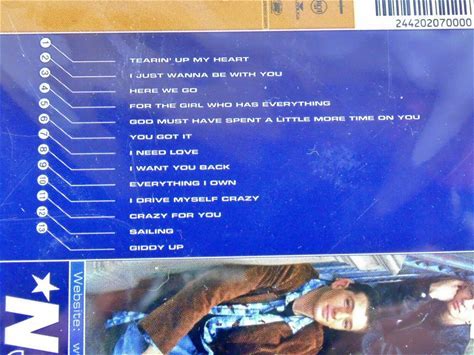 244202070000
1 TEARIN' UP MY HEART
2 I JUST WANNA BE WITH YOU
3 HERE WE GO
4 FOR THE GIRL WHO HAS EVERYTHING
5 GOD MUST HAVE SPENT A LITTLE MORE TIME ON YOU
6 YOU GOT IT
7 I NEED LOVE
8 I WANT YOU BACK
9 EVERYTHING I OWN
10 I DRIVE MYSELF CRAZY
11 CRAZY FOR YOU
12 SAILING
13 GIDDY UP
Website: w
N